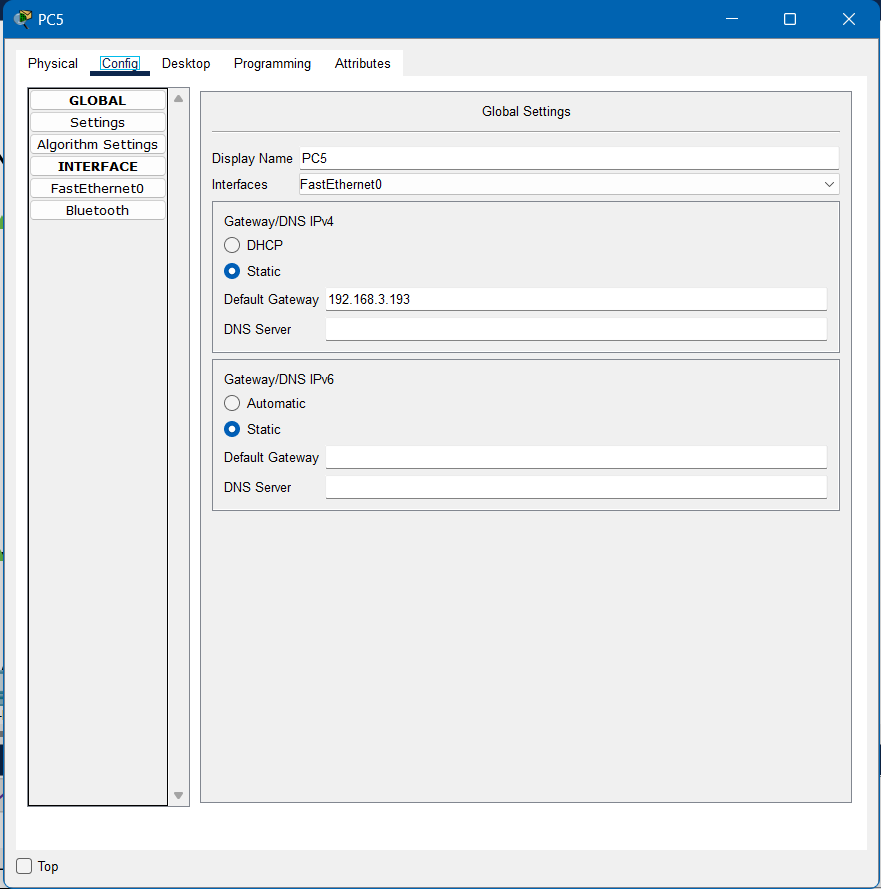 PC5
Physical Config Desktop Programming Attributes
GLOBAL
Settings
Algorithm Settings
INTERFACE
FastEthernet0
Bluetooth
Global Settings
Display Name PC5
Interfaces FastEthernet0
Gateway/DNS IPv4
DHCP
Static
Default Gateway 192.168.3.193
DNS Server
Gateway/DNS IPv6
Automatic
Static
Default Gateway
DNS Server
Top